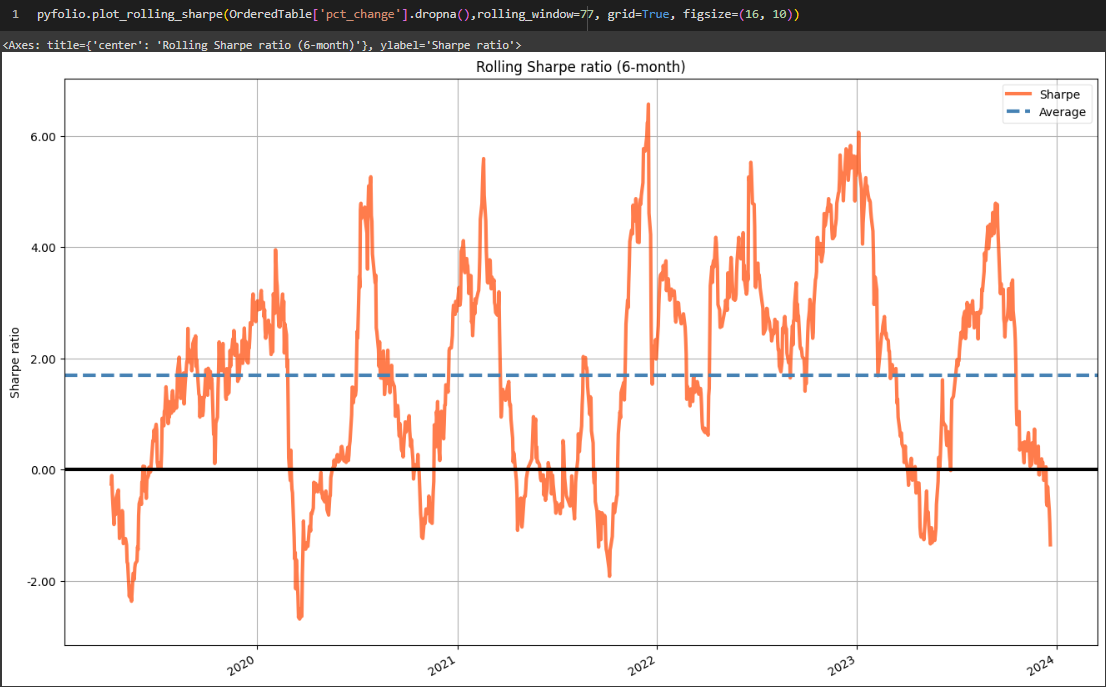 1 pyfolio.plot_rolling_sharpe(OrderedTable['pct_change'].dropna(),rolling_window=77, grid=True, figsize=(16, 10))
<Axes: title={'center': 'Rolling Sharpe ratio (6-month)'}, ylabel='Sharpe ratio'>
Rolling Sharpe ratio (6-month)
Sharpe
Average
6.00
4.00
2.00
0.00
-2.00
Sharpe ratio
2020
2021
2022
2023
2024